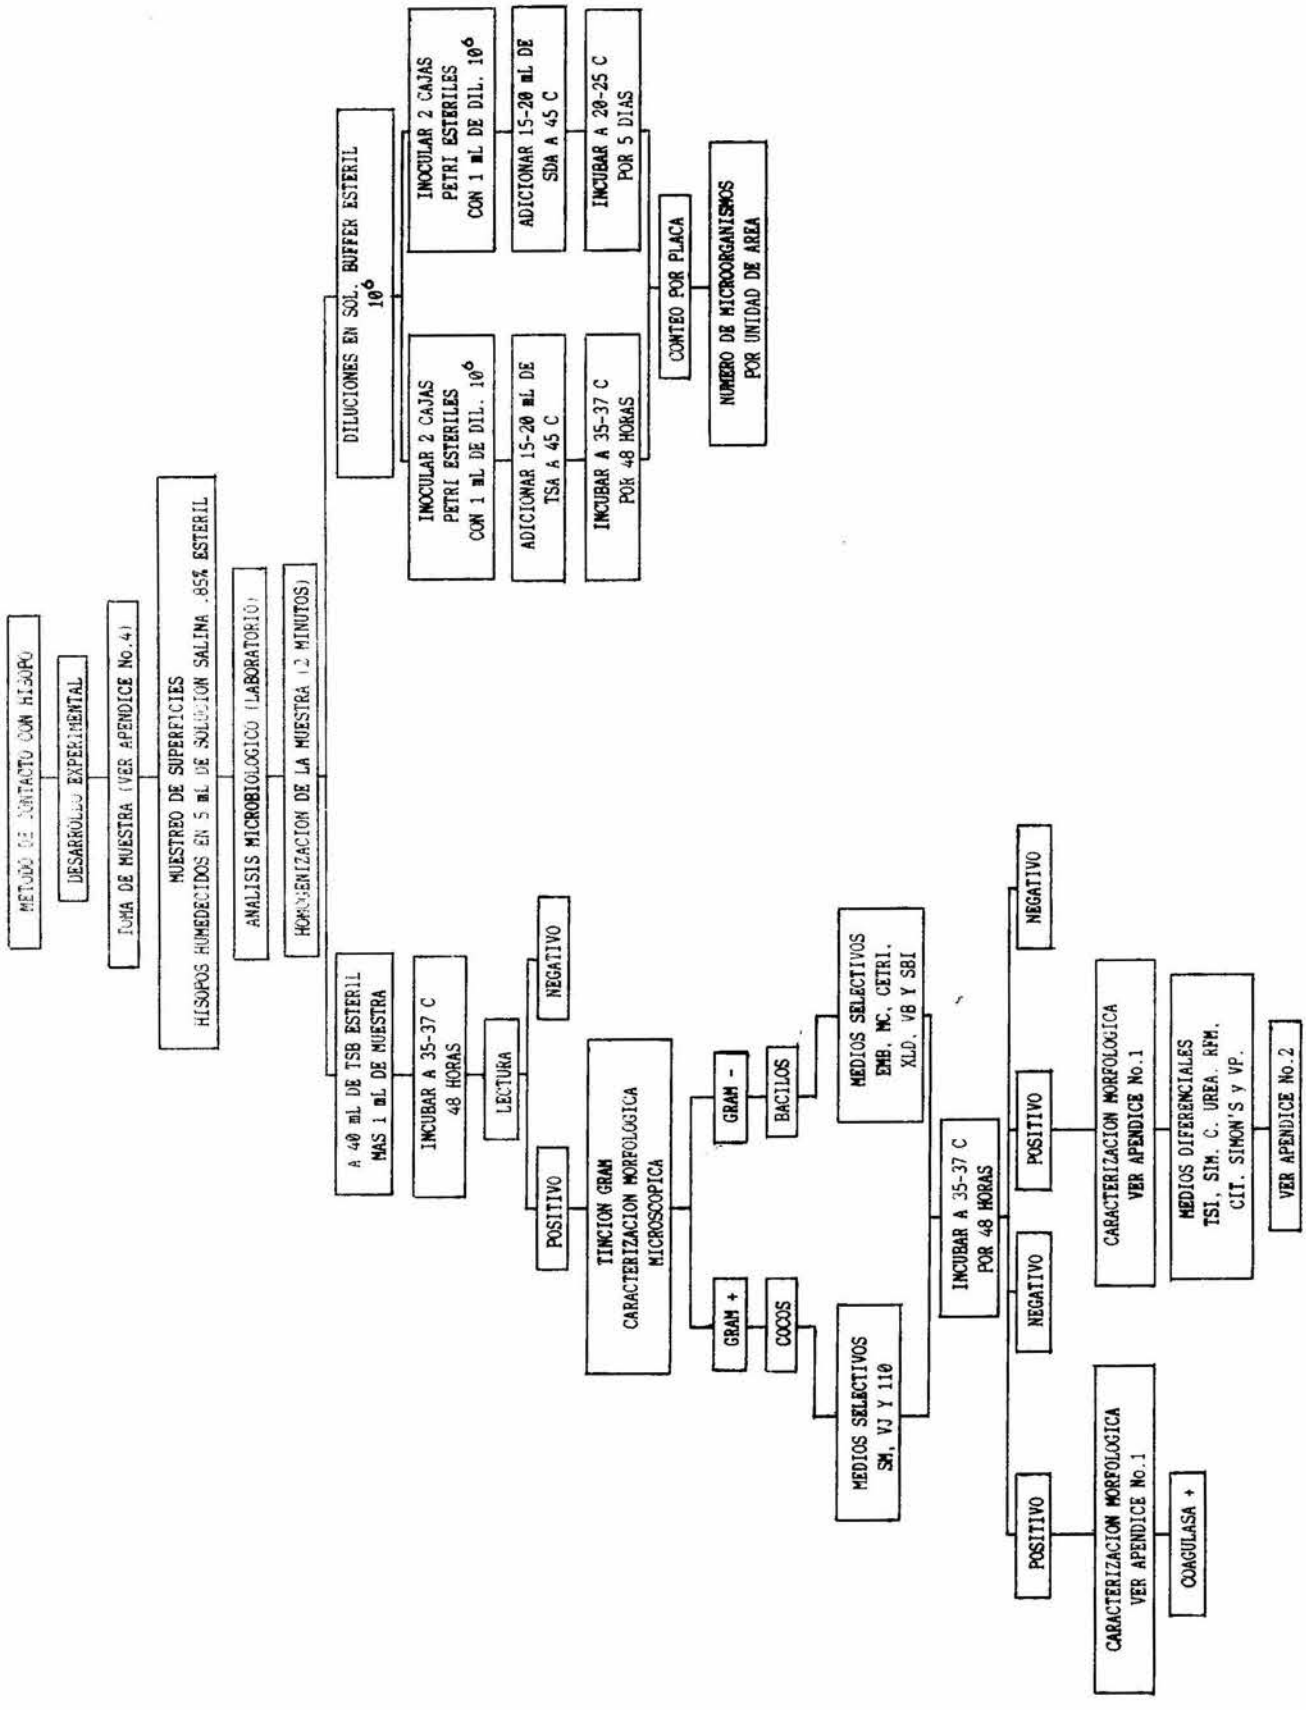 METODO DE CONTACTO CON HISOPO
DESARROLLO EXPERIMENTAL
TOMA DE MUESTRA (VER APENDICE No.4)
MUESTREO DE SUPERFICIES
HISOPOS HUMEDECIDOS EN 5 mL DE SOLUCION SALINA .85% ESTERIL
ANALISIS MICROBIOLOGICO (LABORATORIO)
HOMOGENIZACION DE LA MUESTRA (2 MINUTOS)
A 40 mL DE TSB ESTERIL
MAS 1 mL DE MUESTRA
INCUBAR A 35-37 C
48 HORAS
LECTURA
POSITIVO
NEGATIVO
TINCION GRAM
CARACTERIZACION MORFOLOGICA
MICROSCOPICA
GRAM +
GRAM -
COCOS
BACILOS
MEDIOS SELECTIVOS
SM, VJ Y 110
MEDIOS SELECTIVOS
EMB, MC, CETRI.
XLD, VB Y SBI
INCUBAR A 35-37 C
POR 48 HORAS
POSITIVO
NEGATIVO
POSITIVO
NEGATIVO
CARACTERIZACION MORFOLOGICA
VER APENDICE No.1
COAGULASA +
CARACTERIZACION MORFOLOGICA
VER APENDICE No.1
MEDIOS DIFERENCIALES
TSI, SIM. C. UREA. RFM.
CIT. SIMON'S y VP.
VER APENDICE No.2
DILUCIONES EN SOL. BUFFER ESTERIL
10⁶
INOCULAR 2 CAJAS
PETRI ESTERILES
CON 1 mL DE DIL. 10⁶
ADICIONAR 15-20 mL DE
TSA A 45 C
INCUBAR A 35-37 C
POR 48 HORAS
INOCULAR 2 CAJAS
PETRI ESTERILES
CON 1 mL DE DIL. 10⁶
ADICIONAR 15-20 mL DE
SDA A 45 C
INCUBAR A 20-25 C
POR 5 DIAS
CONTEO POR PLACA
NUMERO DE MICROORGANISMOS
POR UNIDAD DE AREA